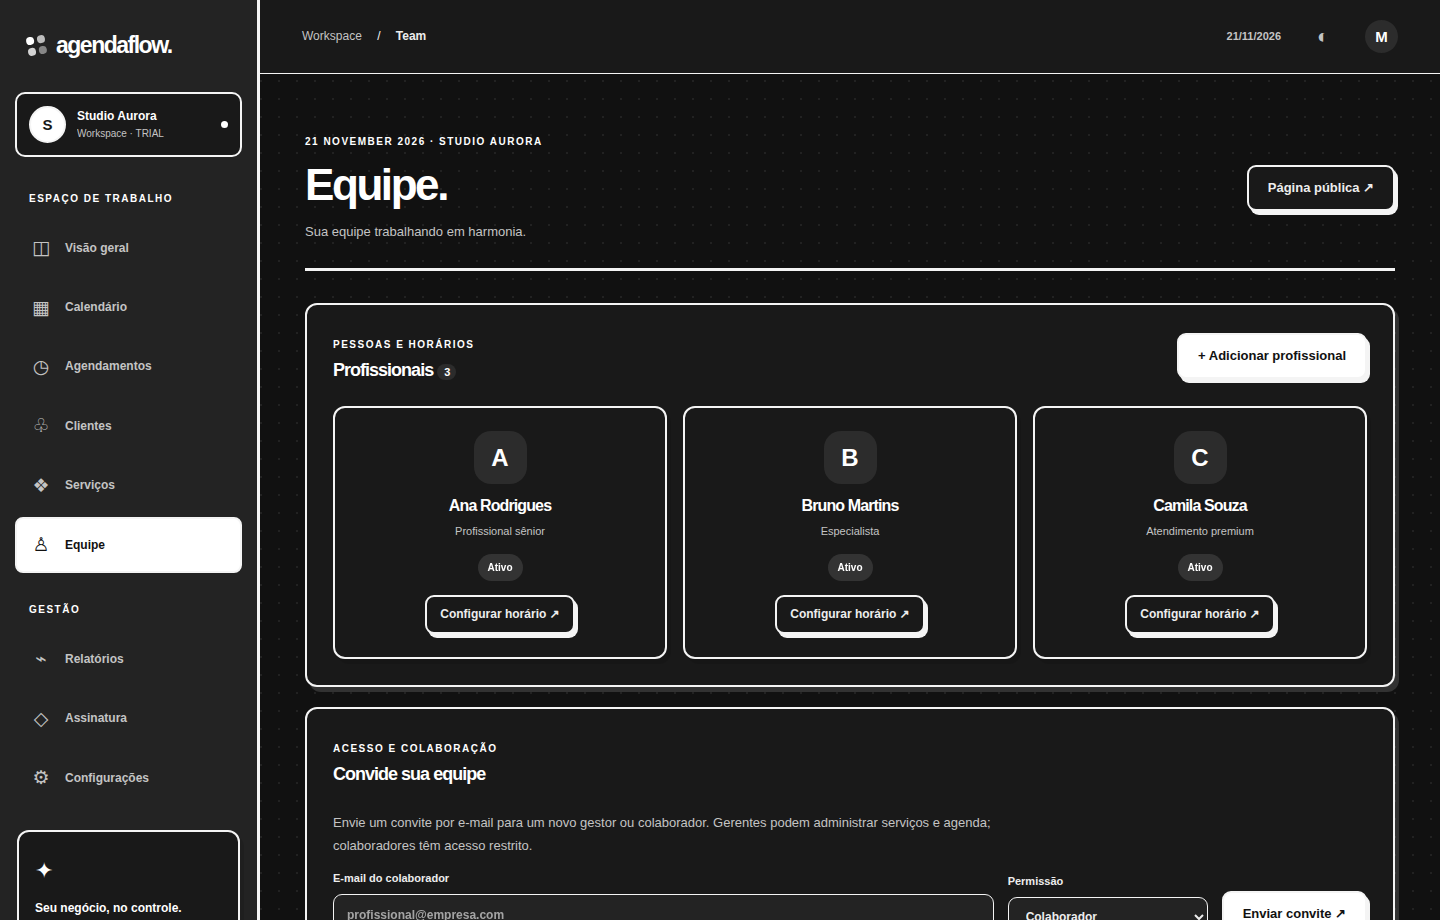 agendaflow.
S
Studio Aurora
Workspace · TRIAL
ESPAÇO DE TRABALHO
Visão geral
Calendário
Agendamentos
Clientes
Serviços
Equipe
GESTÃO
Relatórios
Assinatura
Configurações
Seu negócio, no controle.
Workspace / Team
21/11/2026
M
21 NOVEMBER 2026 · STUDIO AURORA
Equipe.
Sua equipe trabalhando em harmonia.
Página pública ↗
PESSOAS E HORÁRIOS
Profissionais 3
+ Adicionar profissional
A
Ana Rodrigues
Profissional sênior
Ativo
Configurar horário ↗
B
Bruno Martins
Especialista
Ativo
Configurar horário ↗
C
Camila Souza
Atendimento premium
Ativo
Configurar horário ↗
ACESSO E COLABORAÇÃO
Convide sua equipe
Envie um convite por e-mail para um novo gestor ou colaborador. Gerentes podem administrar serviços e agenda;
colaboradores têm acesso restrito.
E-mail do colaborador
profissional@empresa.com
Permissão
Colaborador
Enviar convite ↗